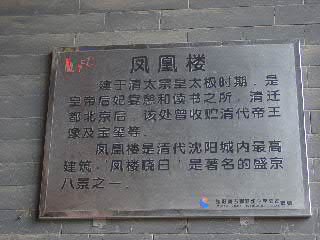 凤凰楼
建于清太宗皇太极时期，是
皇帝后妃宴憩和读书之所，清迁
都北京后，该处曾收贮清代帝王
像及宝玺等。
凤凰楼是清代沈阳城内最高
建筑，“凤楼晓日”是著名的盛京
八景之一。